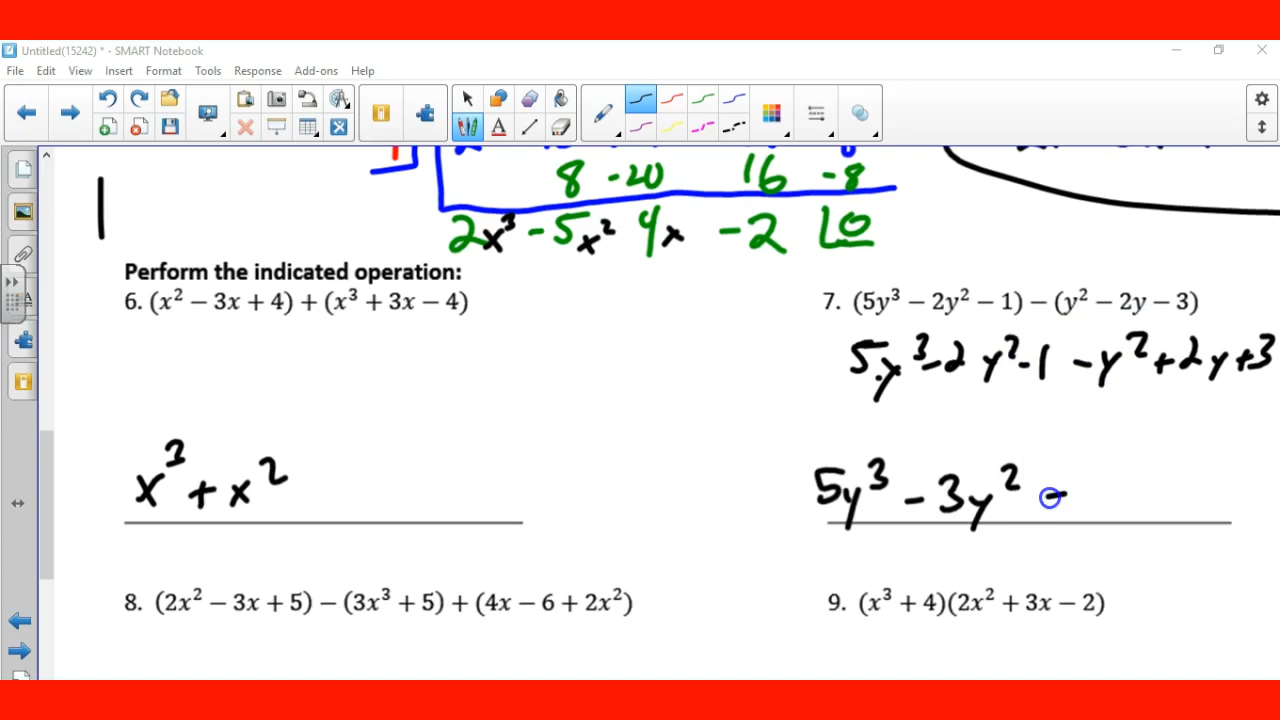 Untitled(15242) * - SMART Notebook
File Edit View Insert Format Tools Response Add-ons Help
8 -20 16 -8
2x³ - 5x² 4x - 2 0
Perform the indicated operation:
6. (x² − 3x + 4) + (x³ + 3x − 4)
7. (5y³ − 2y² − 1) − (y² − 2y − 3)
5y³ - 2y² - 1 - y² + 2y + 3
x³ + x²
5y³ - 3y² -
8. (2x² − 3x + 5) − (3x³ + 5) + (4x − 6 + 2x²)
9. (x³ + 4)(2x² + 3x − 2)